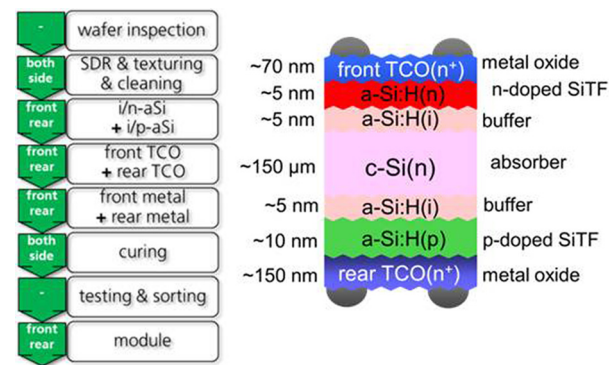 -
wafer inspection
both
side
SDR & texturing
& cleaning
front
rear
i/n-aSi
+ i/p-aSi
front
rear
front TCO
+ rear TCO
front
rear
front metal
+ rear metal
both
side
curing
-
testing & sorting
front
rear
module
~70 nm front TCO(n⁺) metal oxide
~5 nm a-Si:H(n) n-doped SiTF
~5 nm a-Si:H(i) buffer
~150 µm c-Si(n) absorber
~5 nm a-Si:H(i) buffer
~10 nm a-Si:H(p) p-doped SiTF
~150 nm rear TCO(n⁺) metal oxide